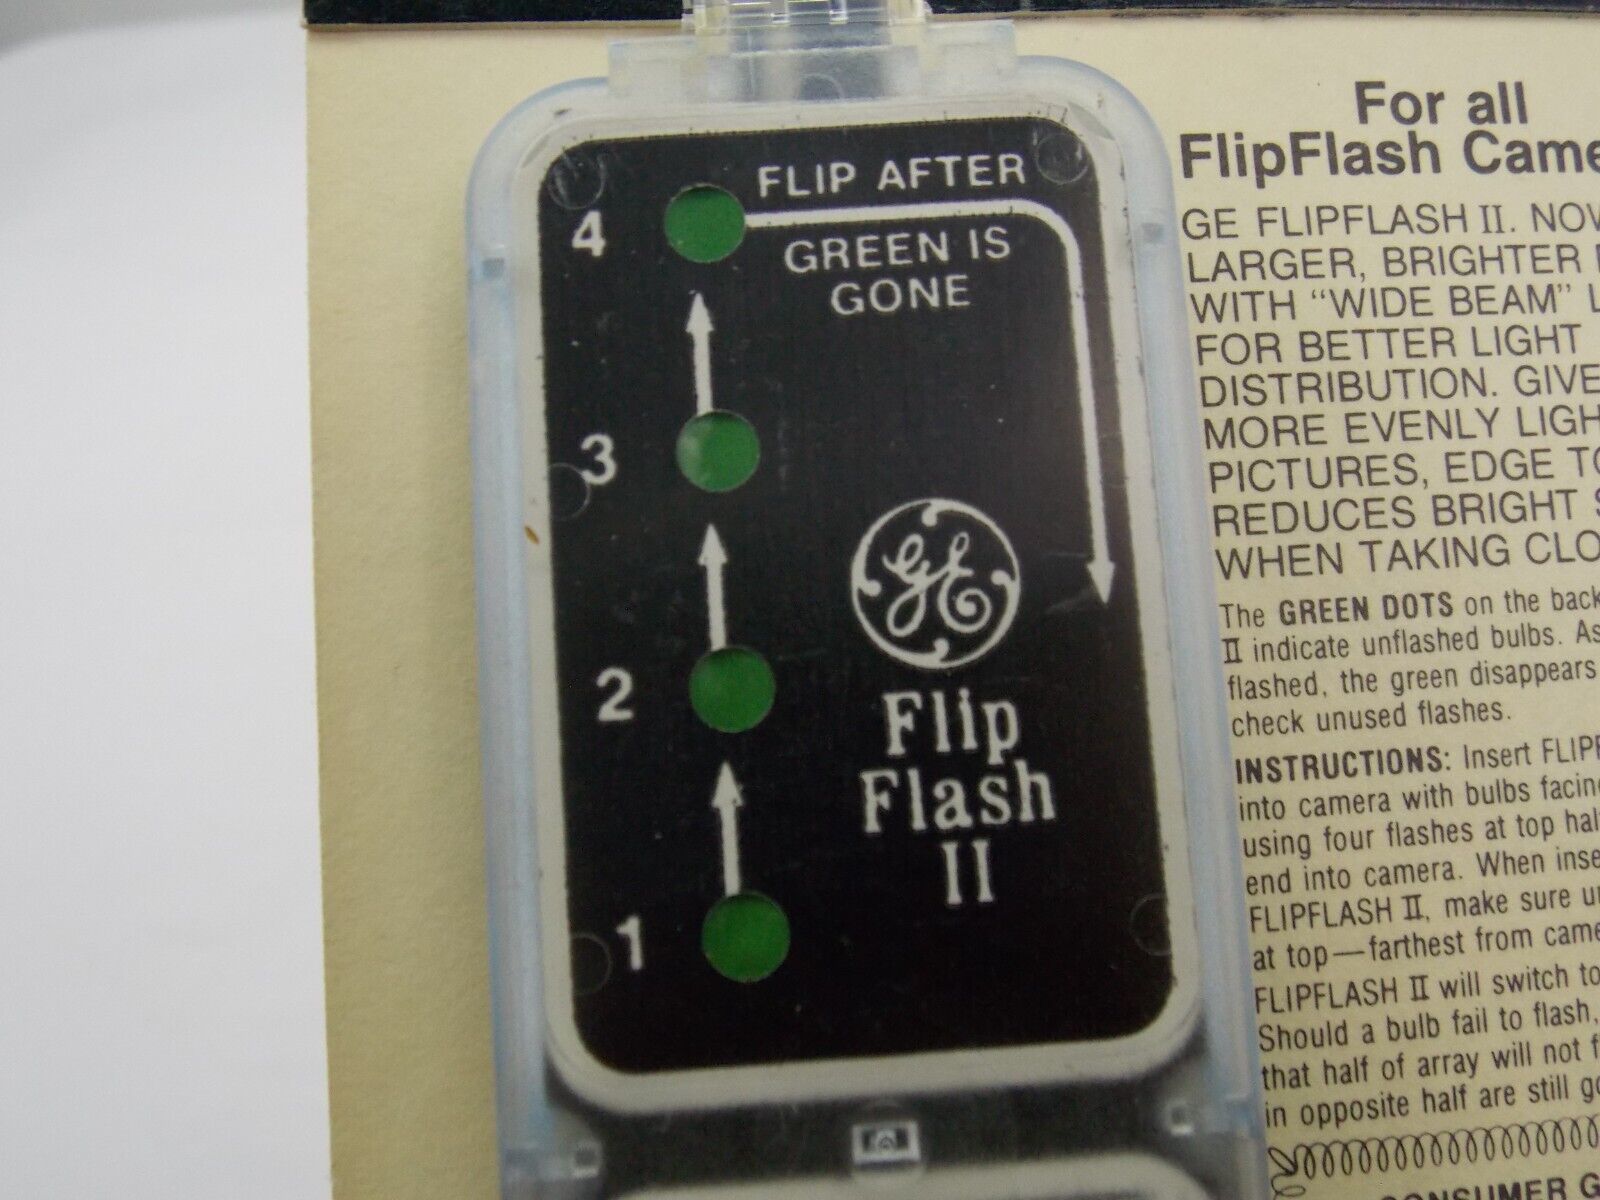 FLIP AFTER
4
GREEN IS
GONE
3
GE
2
Flip
Flash
II
1
For all
FlipFlash
GE FLIPFLASH II.
LARGER, BRIGHTER
WITH "WIDE BEAM"
FOR BETTER LIGHT
DISTRIBUTION.
MORE EVENLY
PICTURES, EDGE
REDUCES BRIGHT
WHEN TAKING
The GREEN DOTS on the back
II indicate unflashed bulbs. As
flashed, the green disappears
check unused flashes.
INSTRUCTIONS: Insert
into camera with bulbs
using four flashes at top
end into camera. When
FLIPFLASH II, make sure
at top—farthest from
FLIPFLASH II will switch to
Should a bulb fail to flash,
that half of array will not
in opposite half are still
CONSUMER